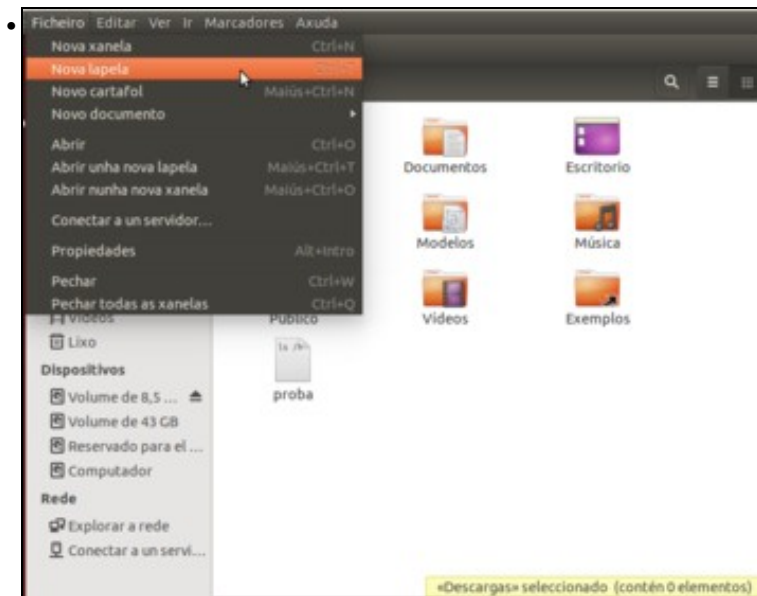 Ficheiro Editar Ver Ir Marcadores Axuda
Nova xanela Ctrl+N
Nova lapela Ctrl+T
Novo cartafol Maiús+Ctrl+N
Novo documento
Abrir Ctrl+O
Abrir unha nova lapela Maiús+Ctrl+T
Abrir nunha nova xanela Maiús+Ctrl+O
Conectar a un servidor...
Propiedades Alt+Intro
Pechar Ctrl+W
Pechar todas as xanelas Ctrl+Q
Documentos Escritorio
Modelos Música
Público Vídeos Exemplos
proba
Vídeos
Lixo
Dispositivos
Volume de 8,5 ...
Volume de 43 GB
Reservado para el ...
Computador
Rede
Explorar a rede
Conectar a un servi...
«Descargas» seleccionado (contén 0 elementos)